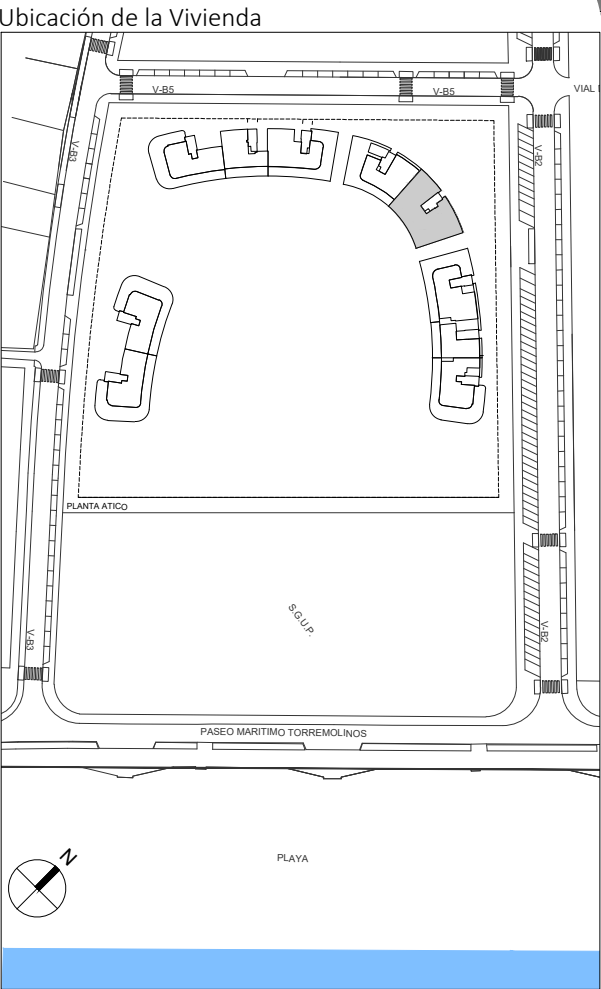 Ubicación de la Vivienda
V-B5
V-B5
VIAL
V-B3
V-B2
PLANTA ATICO
S.G.U.P.
V-B3
V-B2
PASEO MARITIMO TORREMOLINOS
N
PLAYA